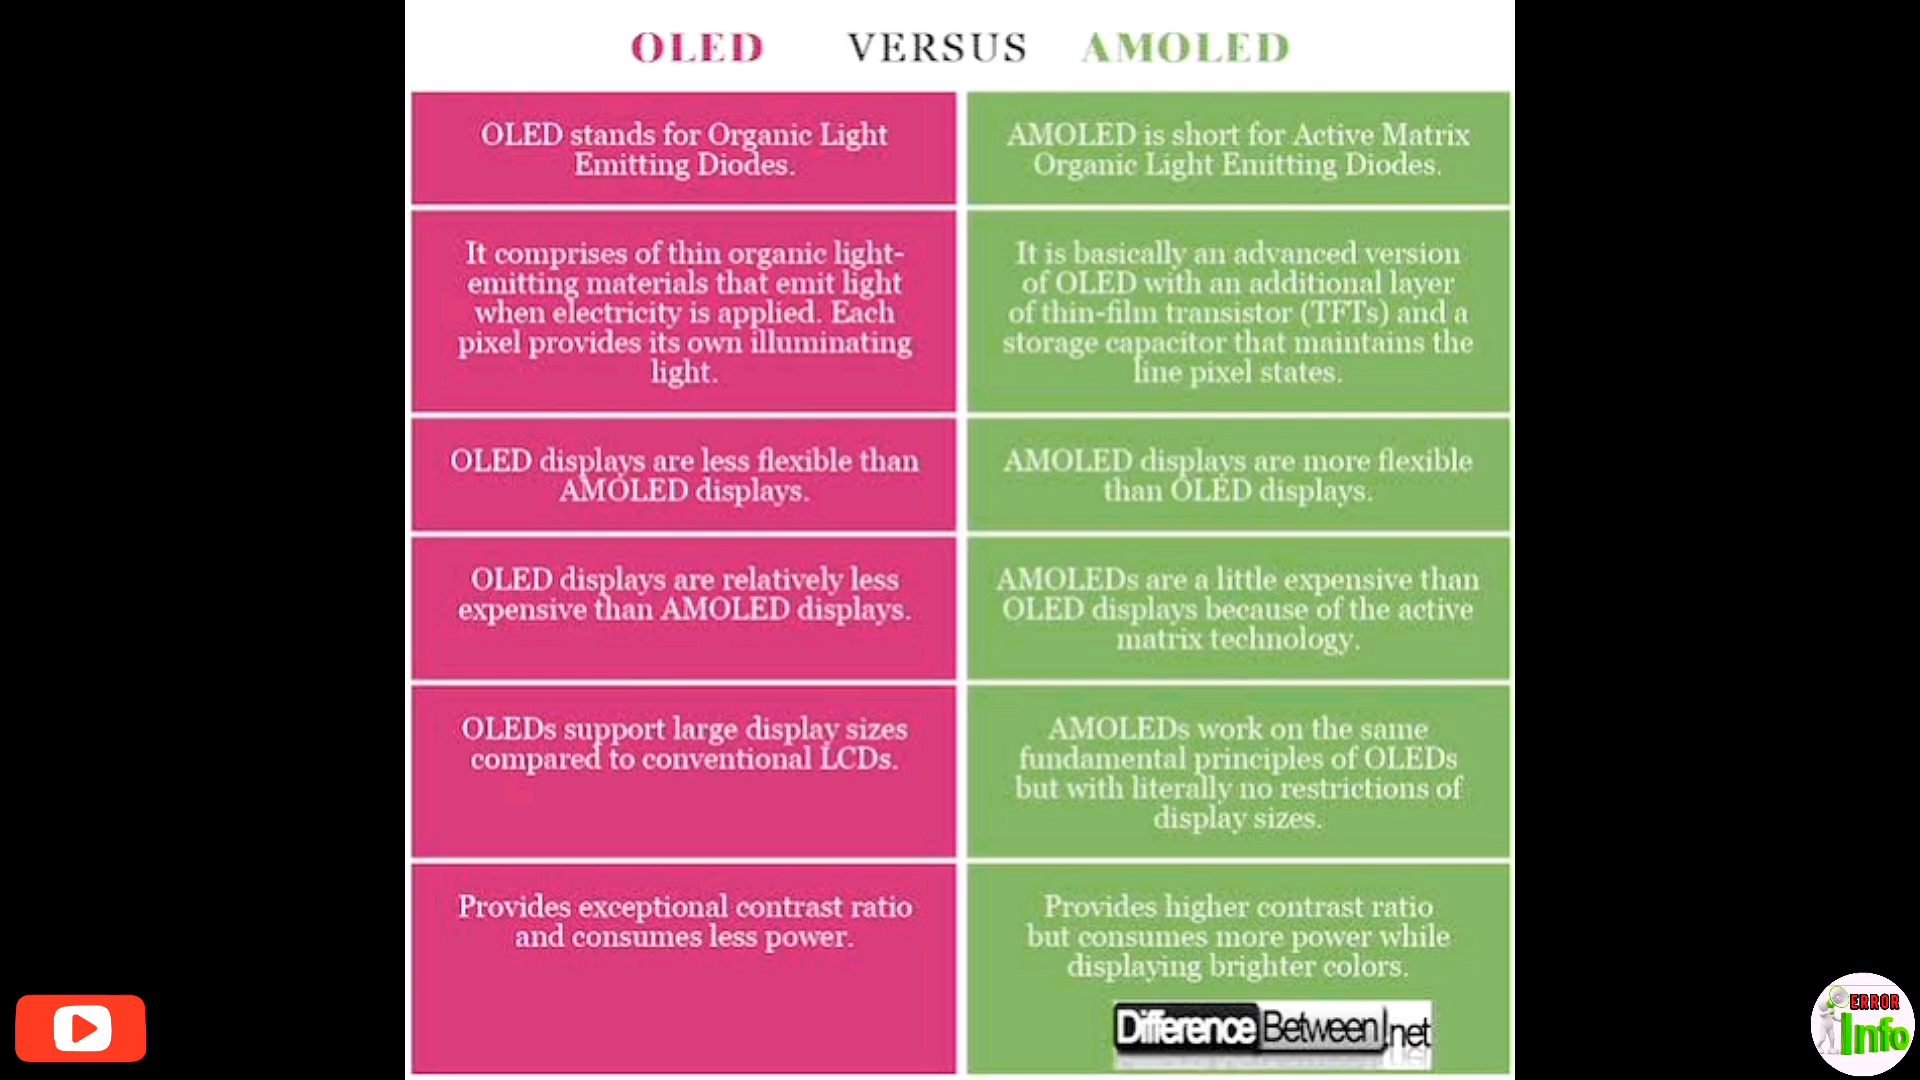 OLED VERSUS AMOLED
OLED stands for Organic Light
Emitting Diodes.
AMOLED is short for Active Matrix
Organic Light Emitting Diodes.
It comprises of thin organic light-
emitting materials that emit light
when electricity is applied. Each
pixel provides its own illuminating
light.
It is basically an advanced version
of OLED with an additional layer
of thin-film transistor (TFTs) and a
storage capacitor that maintains the
line pixel states.
OLED displays are less flexible than
AMOLED displays.
AMOLED displays are more flexible
than OLED displays.
OLED displays are relatively less
expensive than AMOLED displays.
AMOLEDs are a little expensive than
OLED displays because of the active
matrix technology.
OLEDs support large display sizes
compared to conventional LCDs.
AMOLEDs work on the same
fundamental principles of OLEDs
but with literally no restrictions of
display sizes.
Provides exceptional contrast ratio
and consumes less power.
Provides higher contrast ratio
but consumes more power while
displaying brighter colors.
Difference Between.net
ERROR
Info